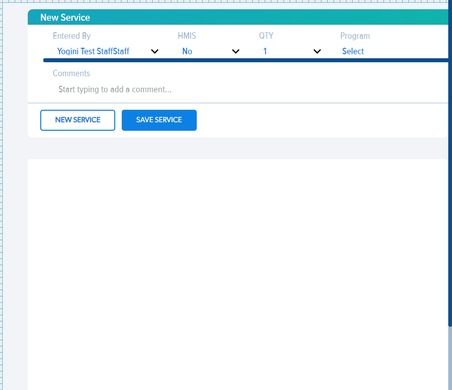 New Service
Entered By HMIS QTY Program
Yogini Test StaffStaff No 1 Select
Comments
Start typing to add a comment...
NEW SERVICE SAVE SERVICE